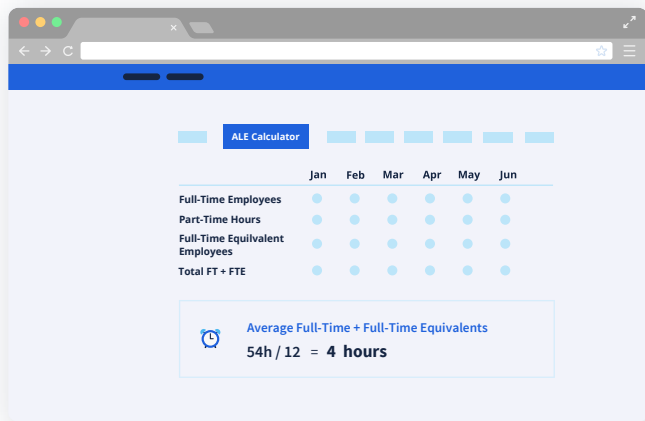 ALE Calculator
Jan Feb Mar Apr May Jun
Full-Time Employees
Part-Time Hours
Full-Time Equilvalent
Employees
Total FT + FTE
Average Full-Time + Full-Time Equivalents
54h / 12 = 4 hours